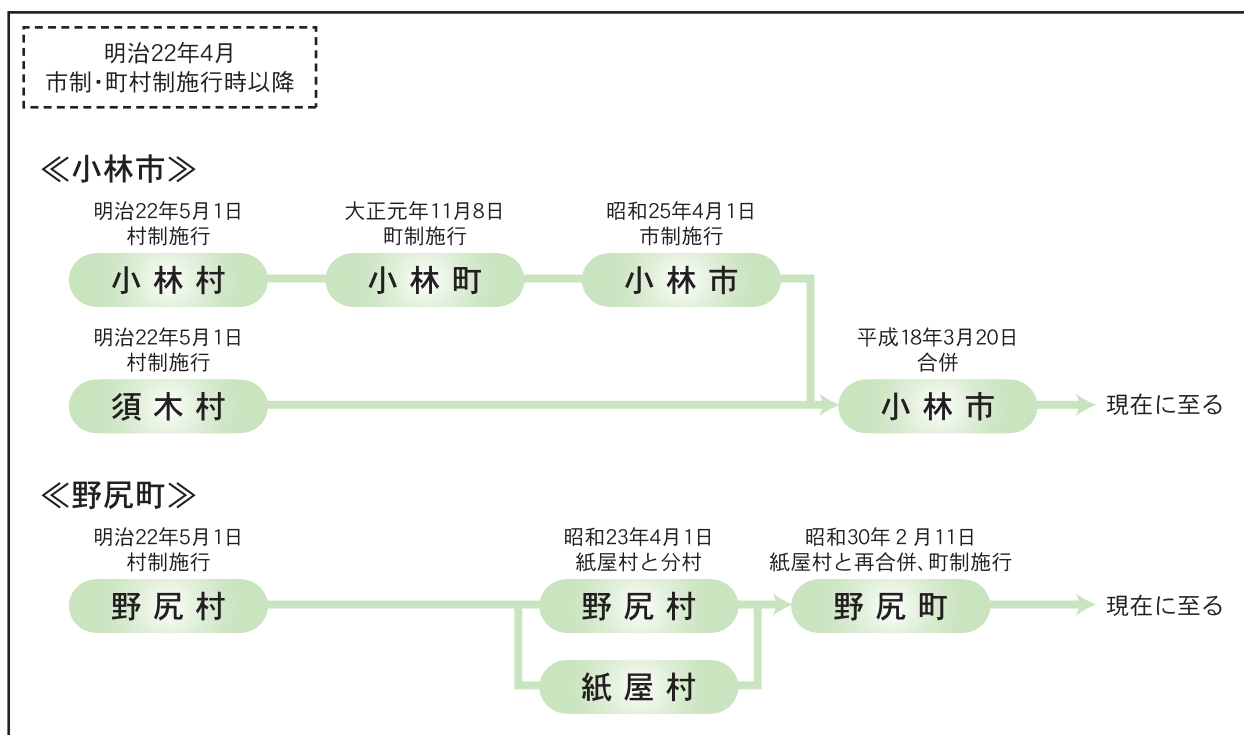 明治22年4月
市制・町村制施行時以降
≪小林市≫
明治22年5月1日
村制施行
小林村
大正元年11月8日
町制施行
小林町
昭和25年4月1日
市制施行
小林市
明治22年5月1日
村制施行
須木村
平成18年3月20日
合併
小林市
現在に至る
≪野尻町≫
明治22年5月1日
村制施行
野尻村
昭和23年4月1日
紙屋村と分村
野尻村
紙屋村
昭和30年2月11日
紙屋村と再合併、町制施行
野尻町
現在に至る